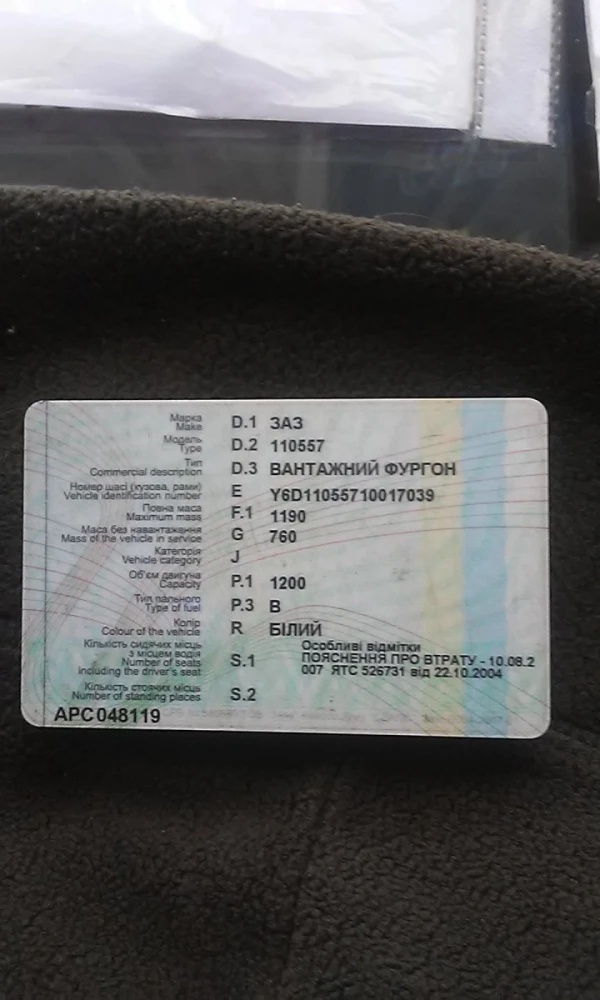 Марка
Make
D.1 ЗАЗ
Модель
Type
D.2 110557
Тип
Commercial description
D.3 ВАНТАЖНИЙ ФУРГОН
Номер шасі (кузова, рами)
Vehicle identification number
E Y6D11055710017039
Повна маса
Maximum mass
F.1 1190
Маса без навантаження
Mass of the vehicle in service
G 760
Категорія
Vehicle category
J
Об'єм двигуна
Capacity
P.1 1200
Тип пального
Type of fuel
P.3 B
Колір
Colour of the vehicle
R БІЛИЙ
Кількість сидячих місць
з місцем водія
Number of seats
including the driver's seat
S.1
Особливі відмітки
ПОЯСНЕННЯ ПРО ВТРАТУ - 10.08.2
007 ЯТС 526731 від 22.10.2004
Кількість стоячих місць
Number of standing places
S.2
АРС048119